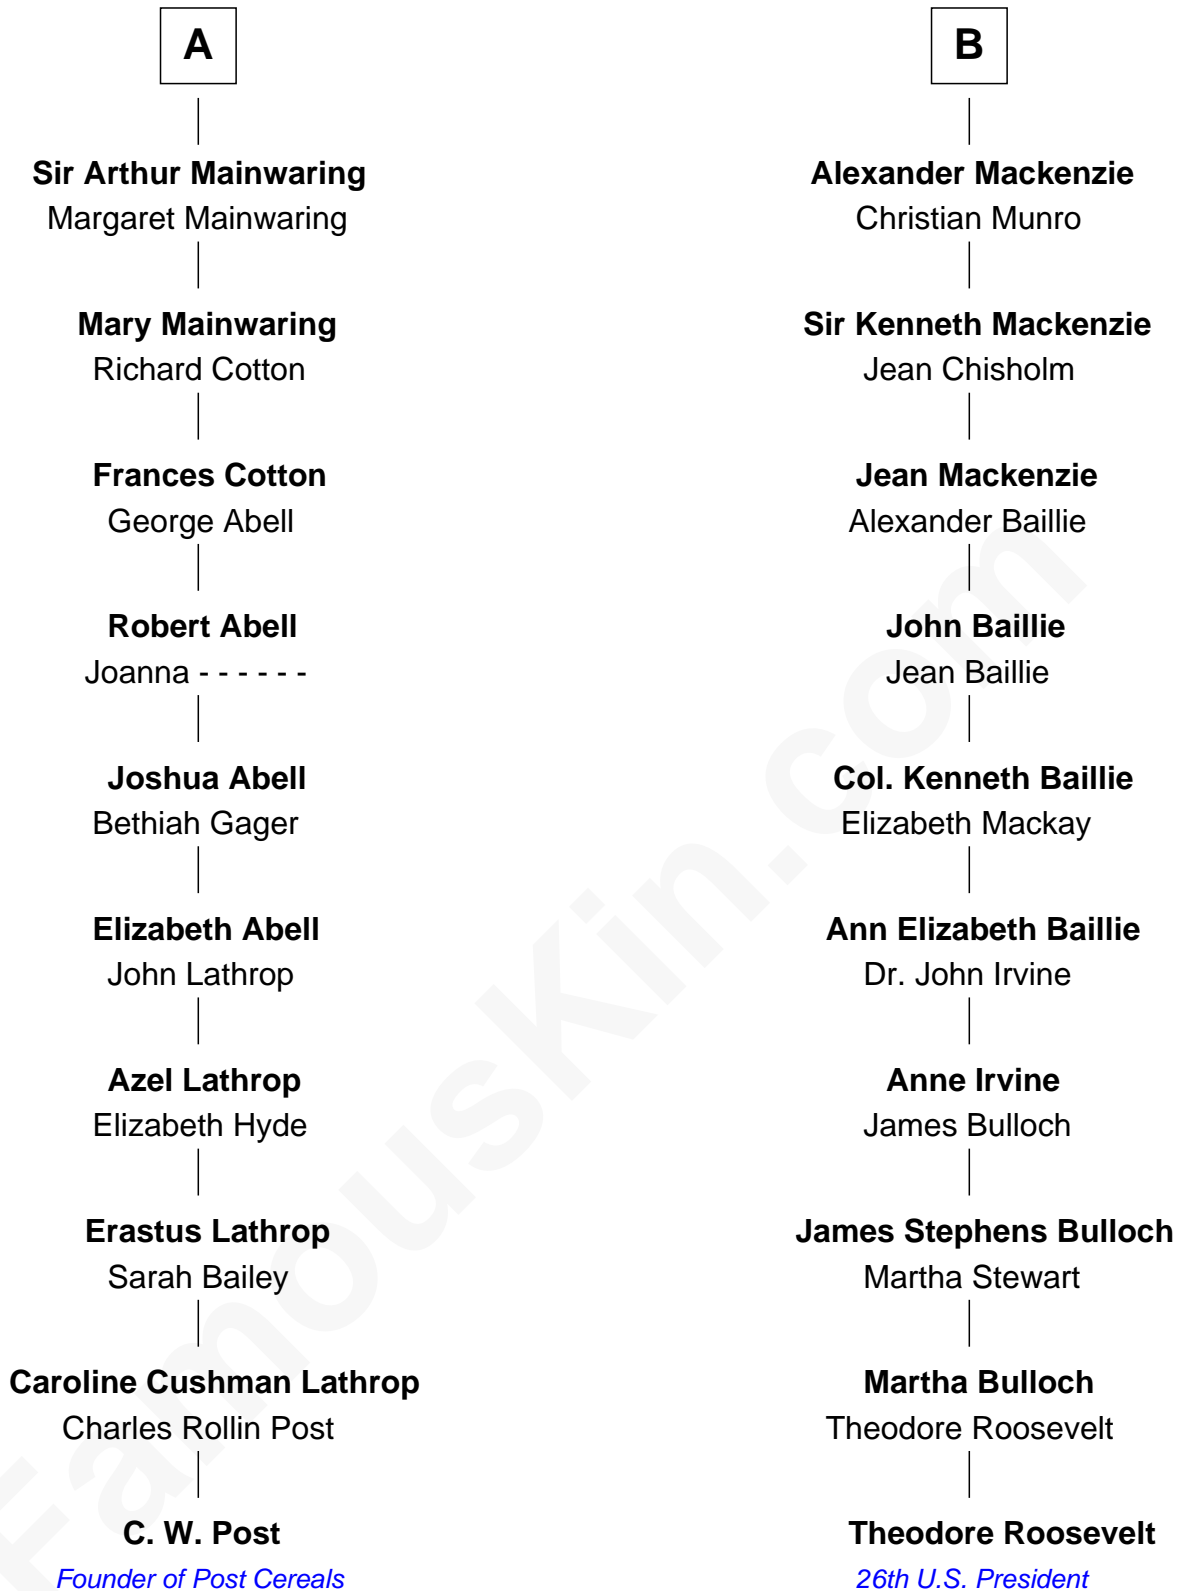 A
Sir Arthur Mainwaring
Margaret Mainwaring
Mary Mainwaring
Richard Cotton
Frances Cotton
George Abell
Robert Abell
Joanna - - - - - -
Joshua Abell
Bethiah Gager
Elizabeth Abell
John Lathrop
Azel Lathrop
Elizabeth Hyde
Erastus Lathrop
Sarah Bailey
Caroline Cushman Lathrop
Charles Rollin Post
C. W. Post
Founder of Post Cereals
B
Alexander Mackenzie
Christian Munro
Sir Kenneth Mackenzie
Jean Chisholm
Jean Mackenzie
Alexander Baillie
John Baillie
Jean Baillie
Col. Kenneth Baillie
Elizabeth Mackay
Ann Elizabeth Baillie
Dr. John Irvine
Anne Irvine
James Bulloch
James Stephens Bulloch
Martha Stewart
Martha Bulloch
Theodore Roosevelt
Theodore Roosevelt
26th U.S. President
FamousKin.com